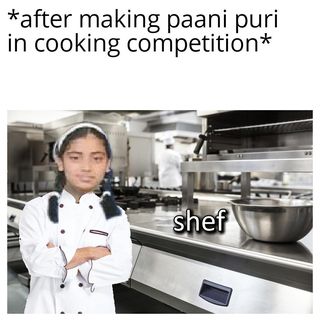 *after making paani puri
in cooking competition*
shef